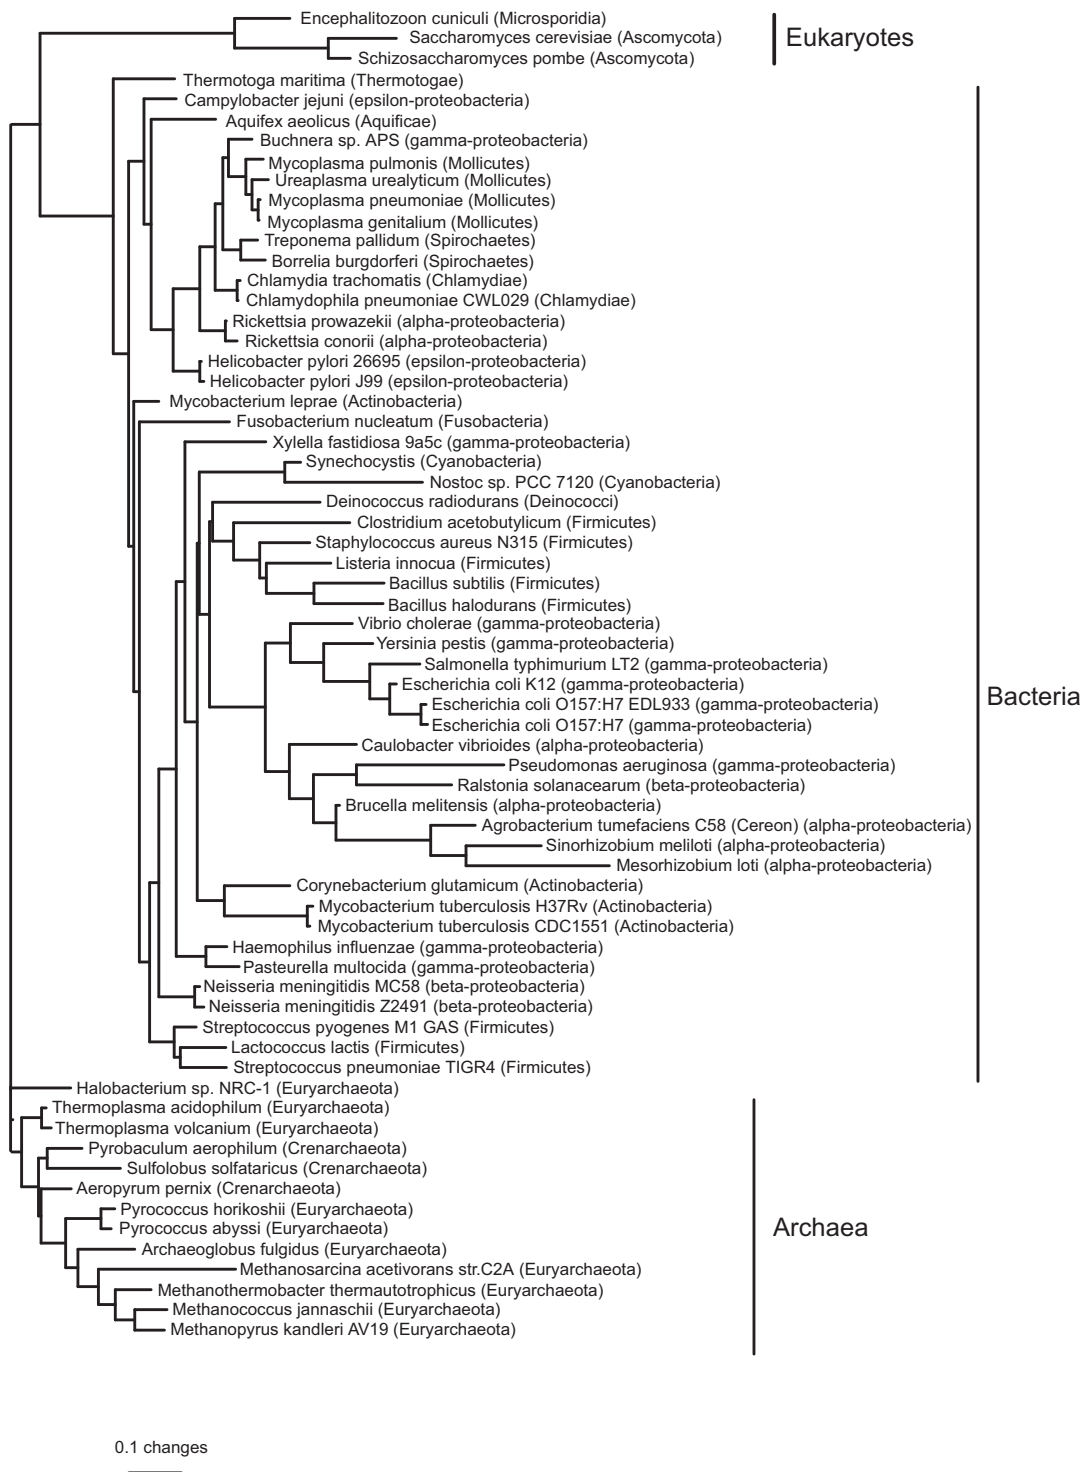 Encephalitozoon cuniculi (Microsporidia)
Saccharomyces cerevisiae (Ascomycota)
Eukaryotes
Schizosaccharomyces pombe (Ascomycota)
Thermotoga maritima (Thermotogae)
Campylobacter jejuni (epsilon-proteobacteria)
Aquifex aeolicus (Aquificae)
Buchnera sp. APS (gamma-proteobacteria)
Mycoplasma pulmonis (Mollicutes)
Ureaplasma urealyticum (Mollicutes)
Mycoplasma pneumoniae (Mollicutes)
Mycoplasma genitalium (Mollicutes)
Treponema pallidum (Spirochaetes)
Borrelia burgdorferi (Spirochaetes)
Chlamydia trachomatis (Chlamydiae)
Chlamydophila pneumoniae CWL029 (Chlamydiae)
Rickettsia prowazekii (alpha-proteobacteria)
Rickettsia conorii (alpha-proteobacteria)
Helicobacter pylori 26695 (epsilon-proteobacteria)
Helicobacter pylori J99 (epsilon-proteobacteria)
Mycobacterium leprae (Actinobacteria)
Fusobacterium nucleatum (Fusobacteria)
Xylella fastidiosa 9a5c (gamma-proteobacteria)
Synechocystis (Cyanobacteria)
Nostoc sp. PCC 7120 (Cyanobacteria)
Deinococcus radiodurans (Deinococci)
Clostridium acetobutylicum (Firmicutes)
Staphylococcus aureus N315 (Firmicutes)
Listeria innocua (Firmicutes)
Bacillus subtilis (Firmicutes)
Bacillus halodurans (Firmicutes)
Vibrio cholerae (gamma-proteobacteria)
Yersinia pestis (gamma-proteobacteria)
Salmonella typhimurium LT2 (gamma-proteobacteria)
Escherichia coli K12 (gamma-proteobacteria)
Bacteria
Escherichia coli O157:H7 EDL933 (gamma-proteobacteria)
Escherichia coli O157:H7 (gamma-proteobacteria)
Caulobacter vibrioides (alpha-proteobacteria)
Pseudomonas aeruginosa (gamma-proteobacteria)
Ralstonia solanacearum (beta-proteobacteria)
Brucella melitensis (alpha-proteobacteria)
Agrobacterium tumefaciens C58 (Cereon) (alpha-proteobacteria)
Sinorhizobium meliloti (alpha-proteobacteria)
Mesorhizobium loti (alpha-proteobacteria)
Corynebacterium glutamicum (Actinobacteria)
Mycobacterium tuberculosis H37Rv (Actinobacteria)
Mycobacterium tuberculosis CDC1551 (Actinobacteria)
Haemophilus influenzae (gamma-proteobacteria)
Pasteurella multocida (gamma-proteobacteria)
Neisseria meningitidis MC58 (beta-proteobacteria)
Neisseria meningitidis Z2491 (beta-proteobacteria)
Streptococcus pyogenes M1 GAS (Firmicutes)
Lactococcus lactis (Firmicutes)
Streptococcus pneumoniae TIGR4 (Firmicutes)
Halobacterium sp. NRC-1 (Euryarchaeota)
Thermoplasma acidophilum (Euryarchaeota)
Thermoplasma volcanium (Euryarchaeota)
Pyrobaculum aerophilum (Crenarchaeota)
Sulfolobus solfataricus (Crenarchaeota)
Aeropyrum pernix (Crenarchaeota)
Pyrococcus horikoshii (Euryarchaeota)
Pyrococcus abyssi (Euryarchaeota)
Archaea
Archaeoglobus fulgidus (Euryarchaeota)
Methanosarcina acetivorans str.C2A (Euryarchaeota)
Methanothermobacter thermautotrophicus (Euryarchaeota)
Methanococcus jannaschii (Euryarchaeota)
Methanopyrus kandleri AV19 (Euryarchaeota)
0.1 changes